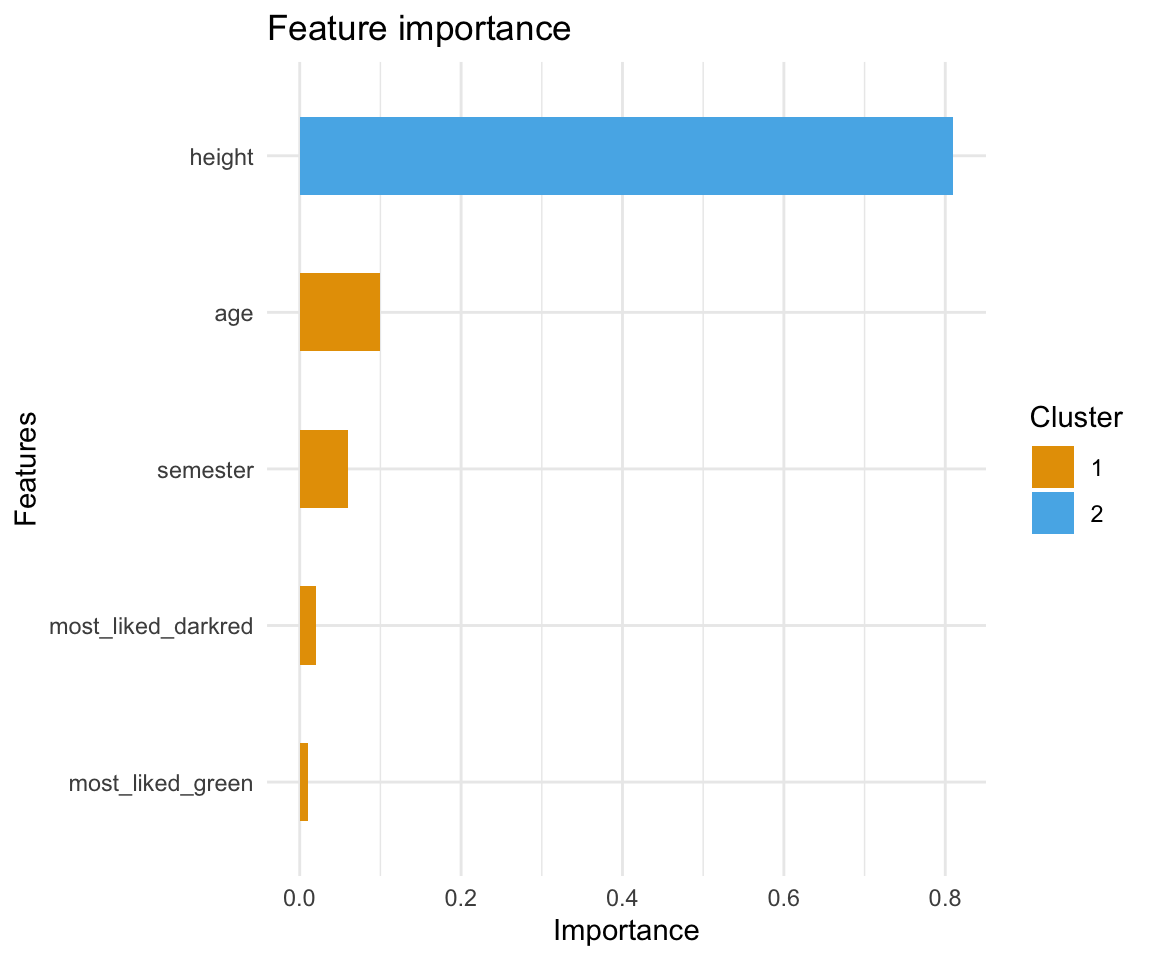 Feature importance
height
age
semester
most_liked_darkred
most_liked_green
Features
0.0 0.2 0.4 0.6 0.8
Importance
Cluster
1
2